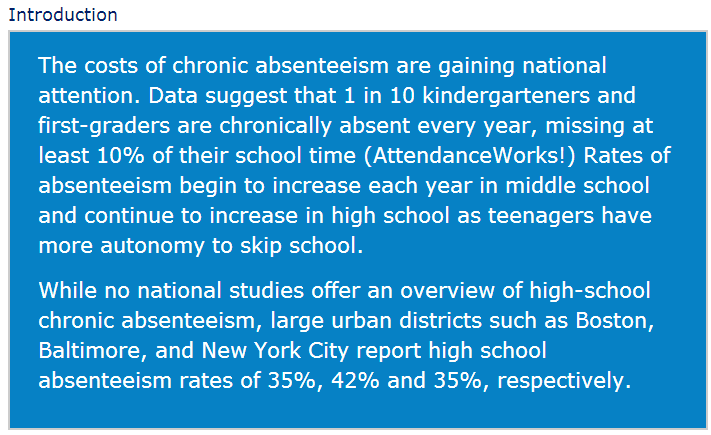 Introduction
The costs of chronic absenteeism are gaining national
attention. Data suggest that 1 in 10 kindergarteners and
first-graders are chronically absent every year, missing at
least 10% of their school time (AttendanceWorks!) Rates of
absenteeism begin to increase each year in middle school
and continue to increase in high school as teenagers have
more autonomy to skip school.
While no national studies offer an overview of high-school
chronic absenteeism, large urban districts such as Boston,
Baltimore, and New York City report high school
absenteeism rates of 35%, 42% and 35%, respectively.